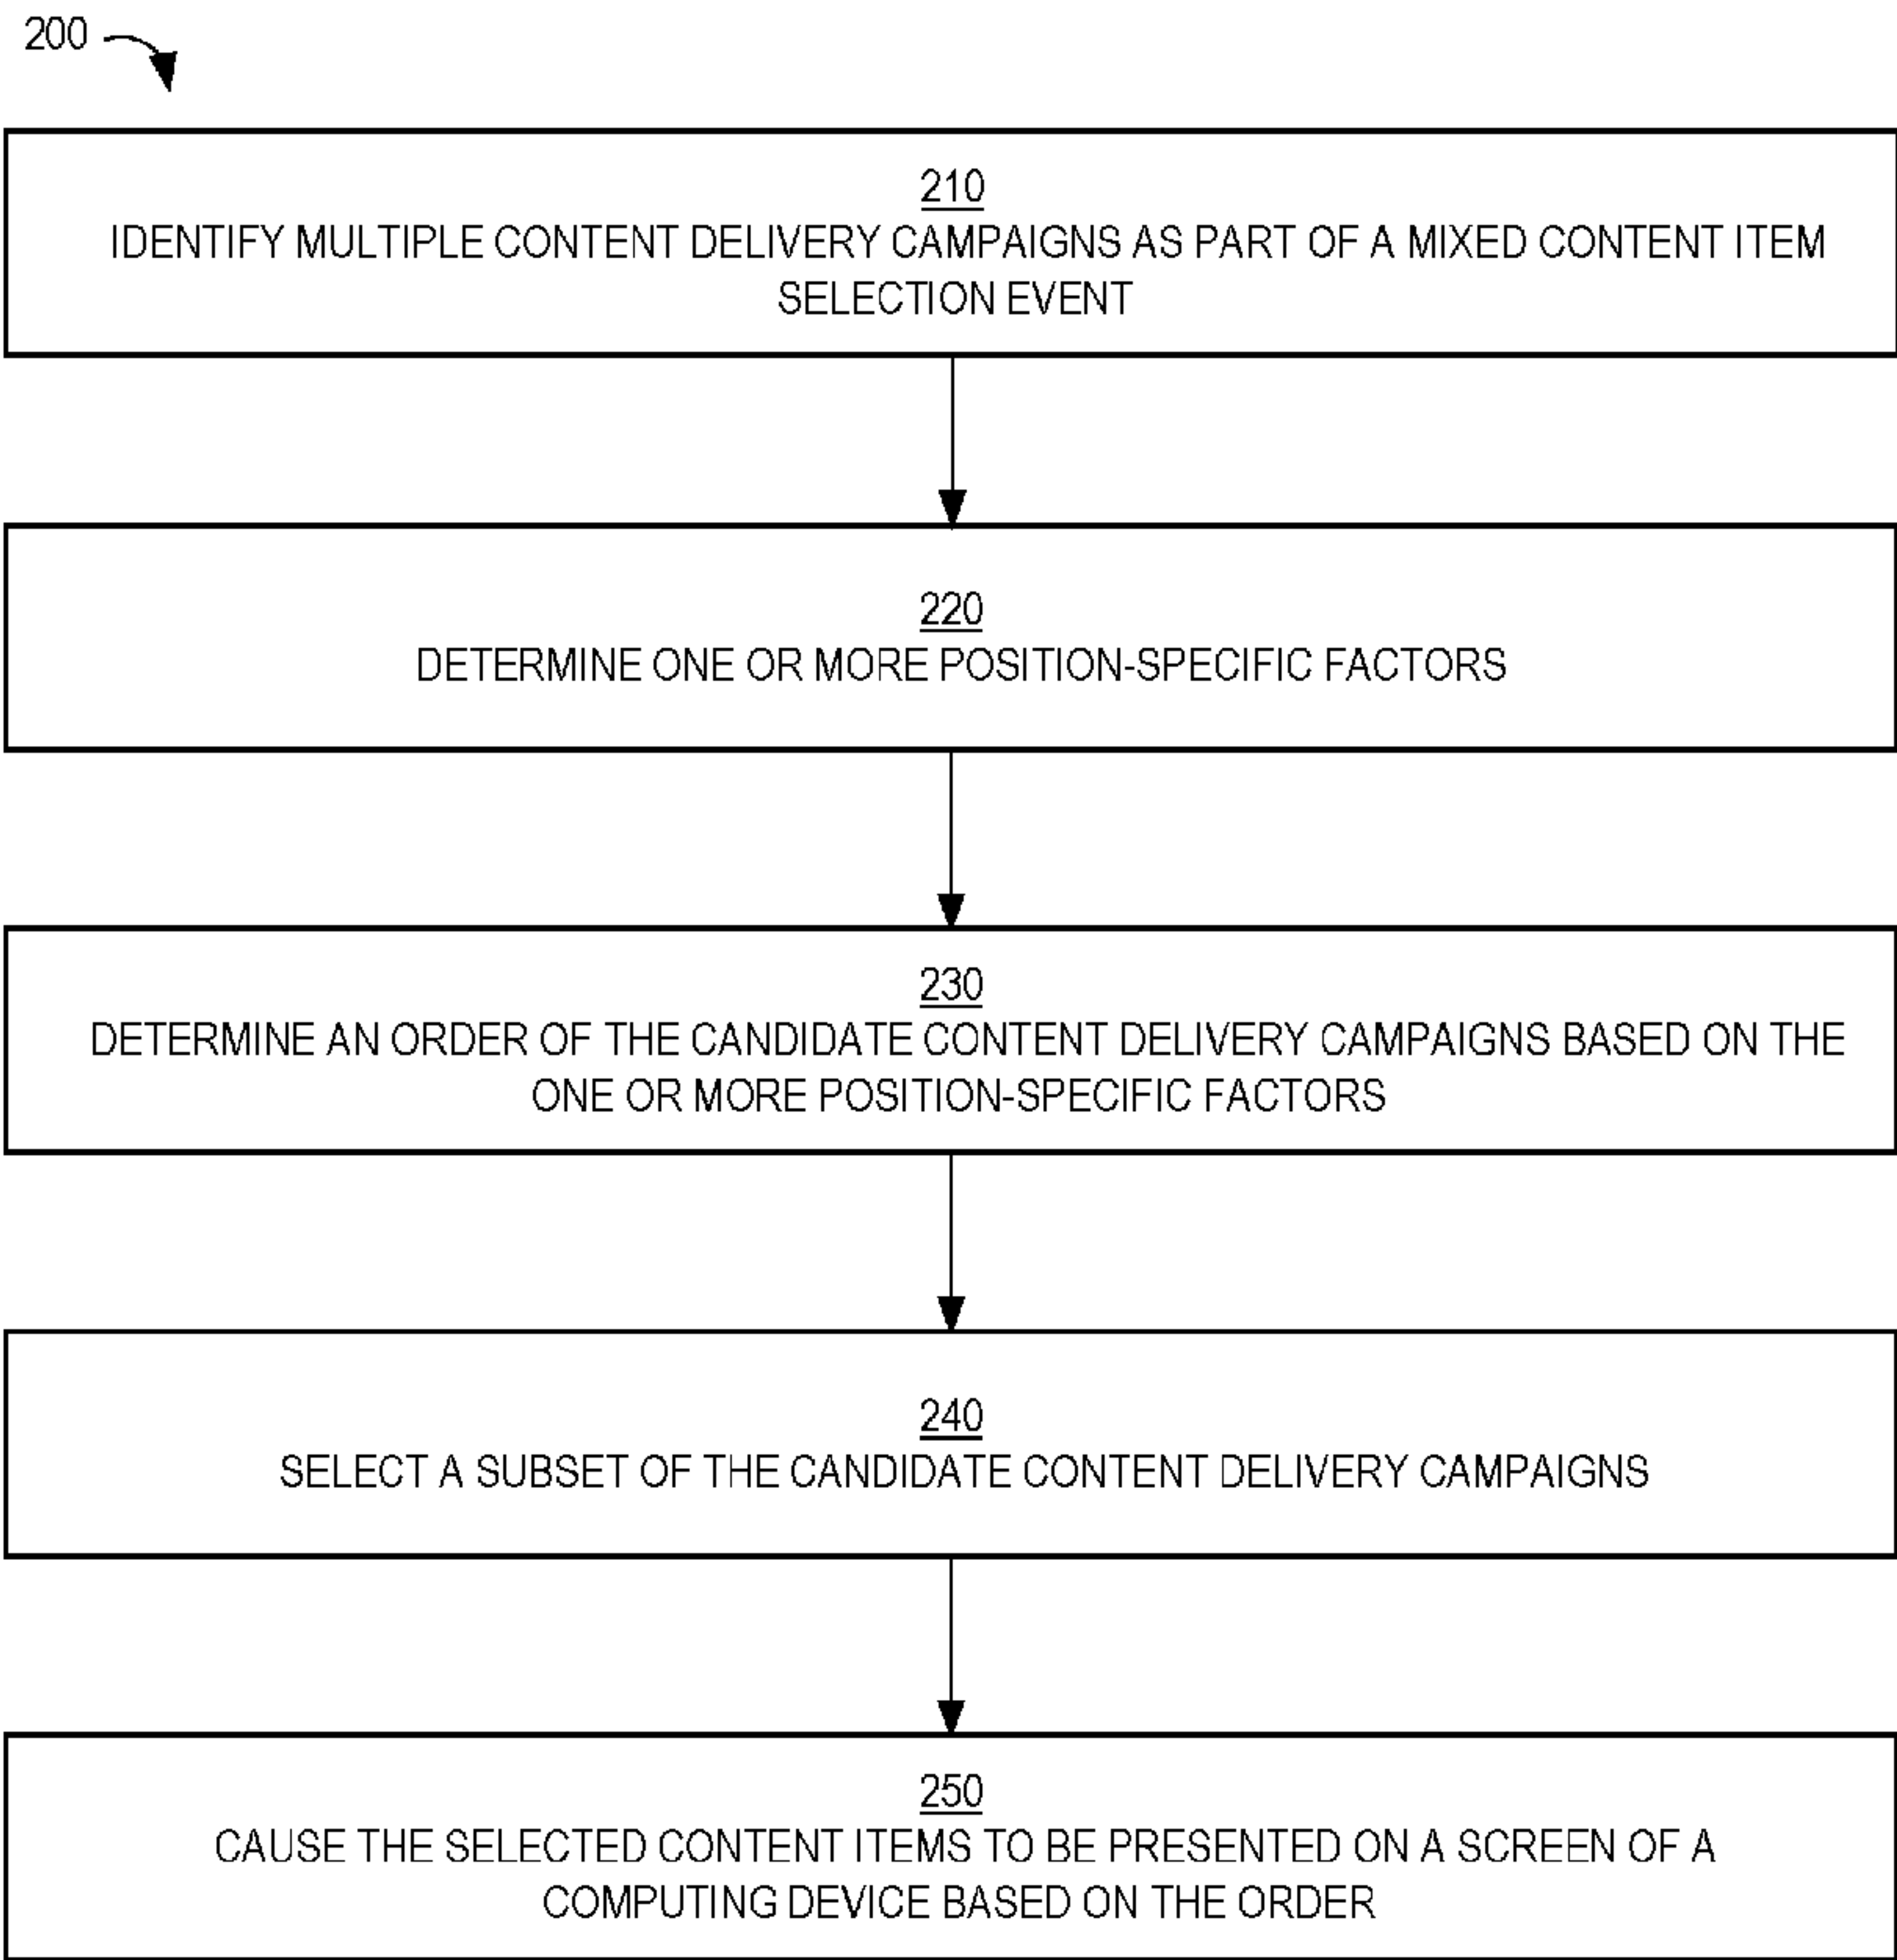 200
210
IDENTIFY MULTIPLE CONTENT DELIVERY CAMPAIGNS AS PART OF A MIXED CONTENT ITEM
SELECTION EVENT
220
DETERMINE ONE OR MORE POSITION-SPECIFIC FACTORS
230
DETERMINE AN ORDER OF THE CANDIDATE CONTENT DELIVERY CAMPAIGNS BASED ON THE
ONE OR MORE POSITION-SPECIFIC FACTORS
240
SELECT A SUBSET OF THE CANDIDATE CONTENT DELIVERY CAMPAIGNS
250
CAUSE THE SELECTED CONTENT ITEMS TO BE PRESENTED ON A SCREEN OF A
COMPUTING DEVICE BASED ON THE ORDER